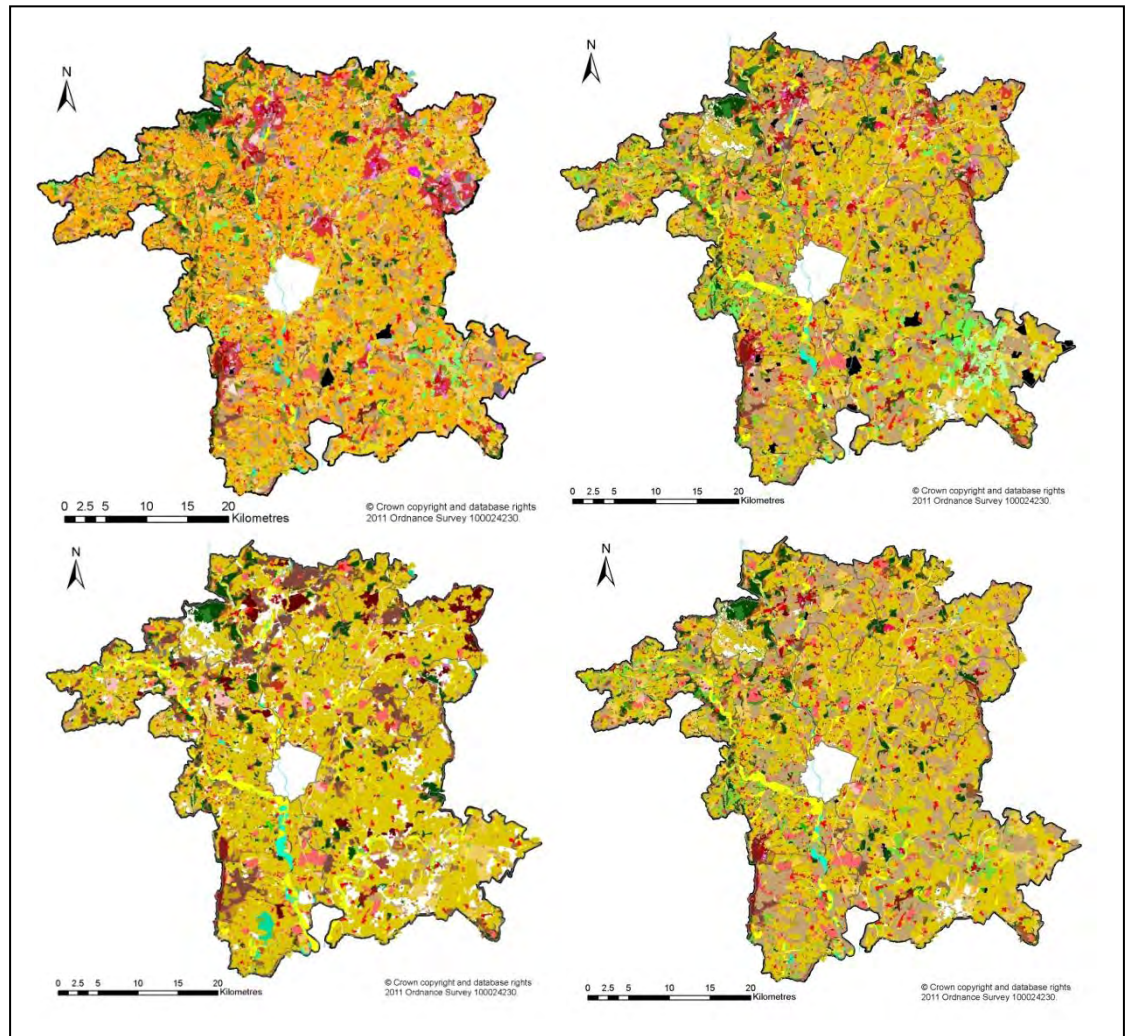 N
0 2.5 5 10 15 20
Kilometres
© Crown copyright and database rights
2011 Ordnance Survey 100024230.
N
0 2.5 5 10 15 20
Kilometres
© Crown copyright and database rights
2011 Ordnance Survey 100024230.
N
0 2.5 5 10 15 20
Kilometres
© Crown copyright and database rights
2011 Ordnance Survey 100024230.
N
0 2.5 5 10 15 20
Kilometres
© Crown copyright and database rights
2011 Ordnance Survey 100024230.